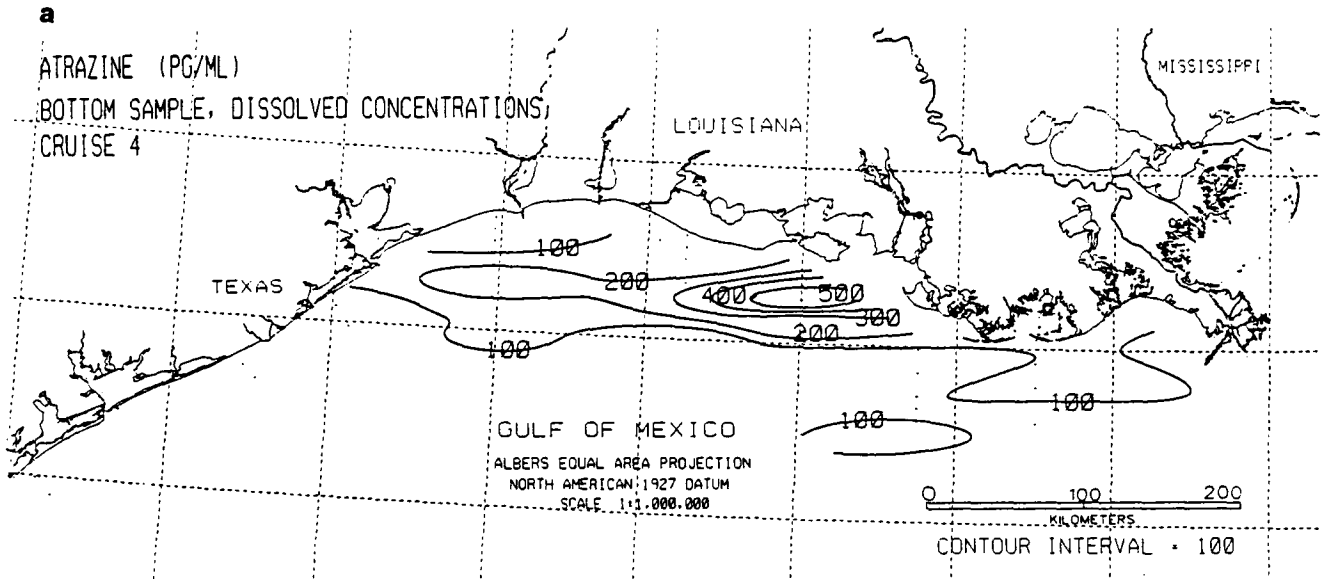 a
ATRAZINE (PG/ML)
BOTTOM SAMPLE, DISSOLVED CONCENTRATIONS,
CRUISE 4
MISSISSIPPI
LOUISIANA
TEXAS
100
200
400
500
300
200
100
100
100
GULF OF MEXICO
ALBERS EQUAL AREA PROJECTION
NORTH AMERICAN 1927 DATUM
SCALE 1:1,000,000
0 100 200
KILOMETERS
CONTOUR INTERVAL = 100